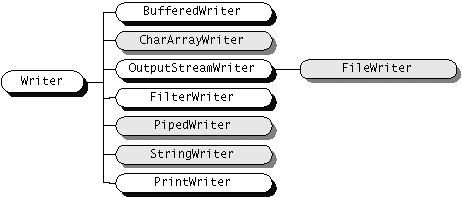 BufferedWriter
CharArrayWriter
OutputStreamWriter
FileWriter
Writer
FilterWriter
PipedWriter
StringWriter
PrintWriter